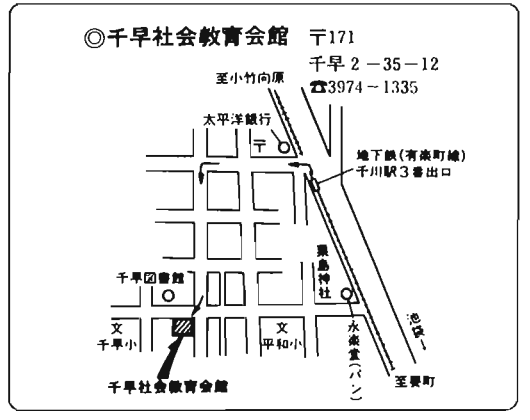 ◎千早社会教育会館 〒171
千早2-35-12
☎3974-1335
至小竹向原
太平洋銀行
〒
地下鉄(有楽町線)
千川駅3番出口
粟島神社
千早図書館
文
千早小
文
平和小
永楽堂(パン)
池袋→
至要町
千早社会教育会館